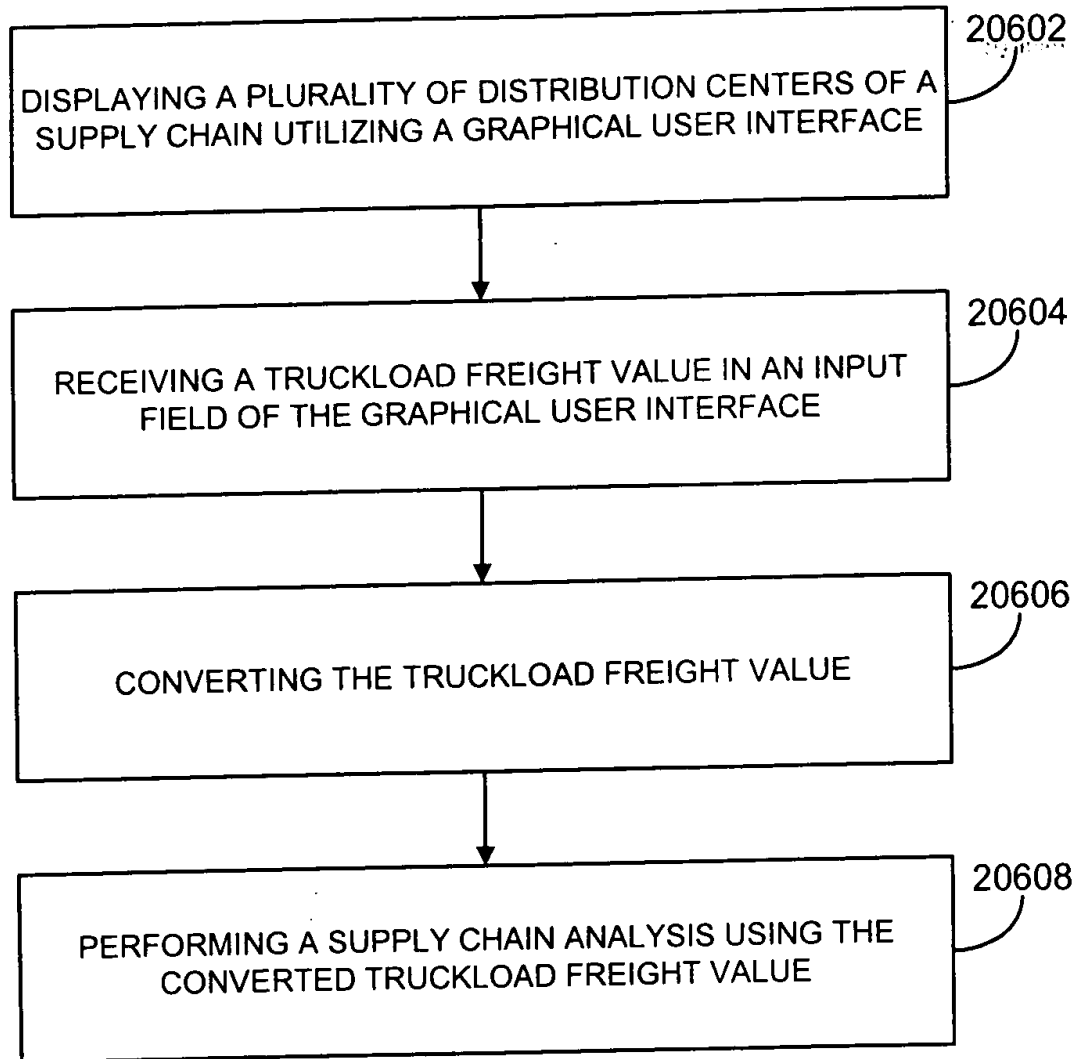 20602
DISPLAYING A PLURALITY OF DISTRIBUTION CENTERS OF A
SUPPLY CHAIN UTILIZING A GRAPHICAL USER INTERFACE
20604
RECEIVING A TRUCKLOAD FREIGHT VALUE IN AN INPUT
FIELD OF THE GRAPHICAL USER INTERFACE
20606
CONVERTING THE TRUCKLOAD FREIGHT VALUE
20608
PERFORMING A SUPPLY CHAIN ANALYSIS USING THE
CONVERTED TRUCKLOAD FREIGHT VALUE